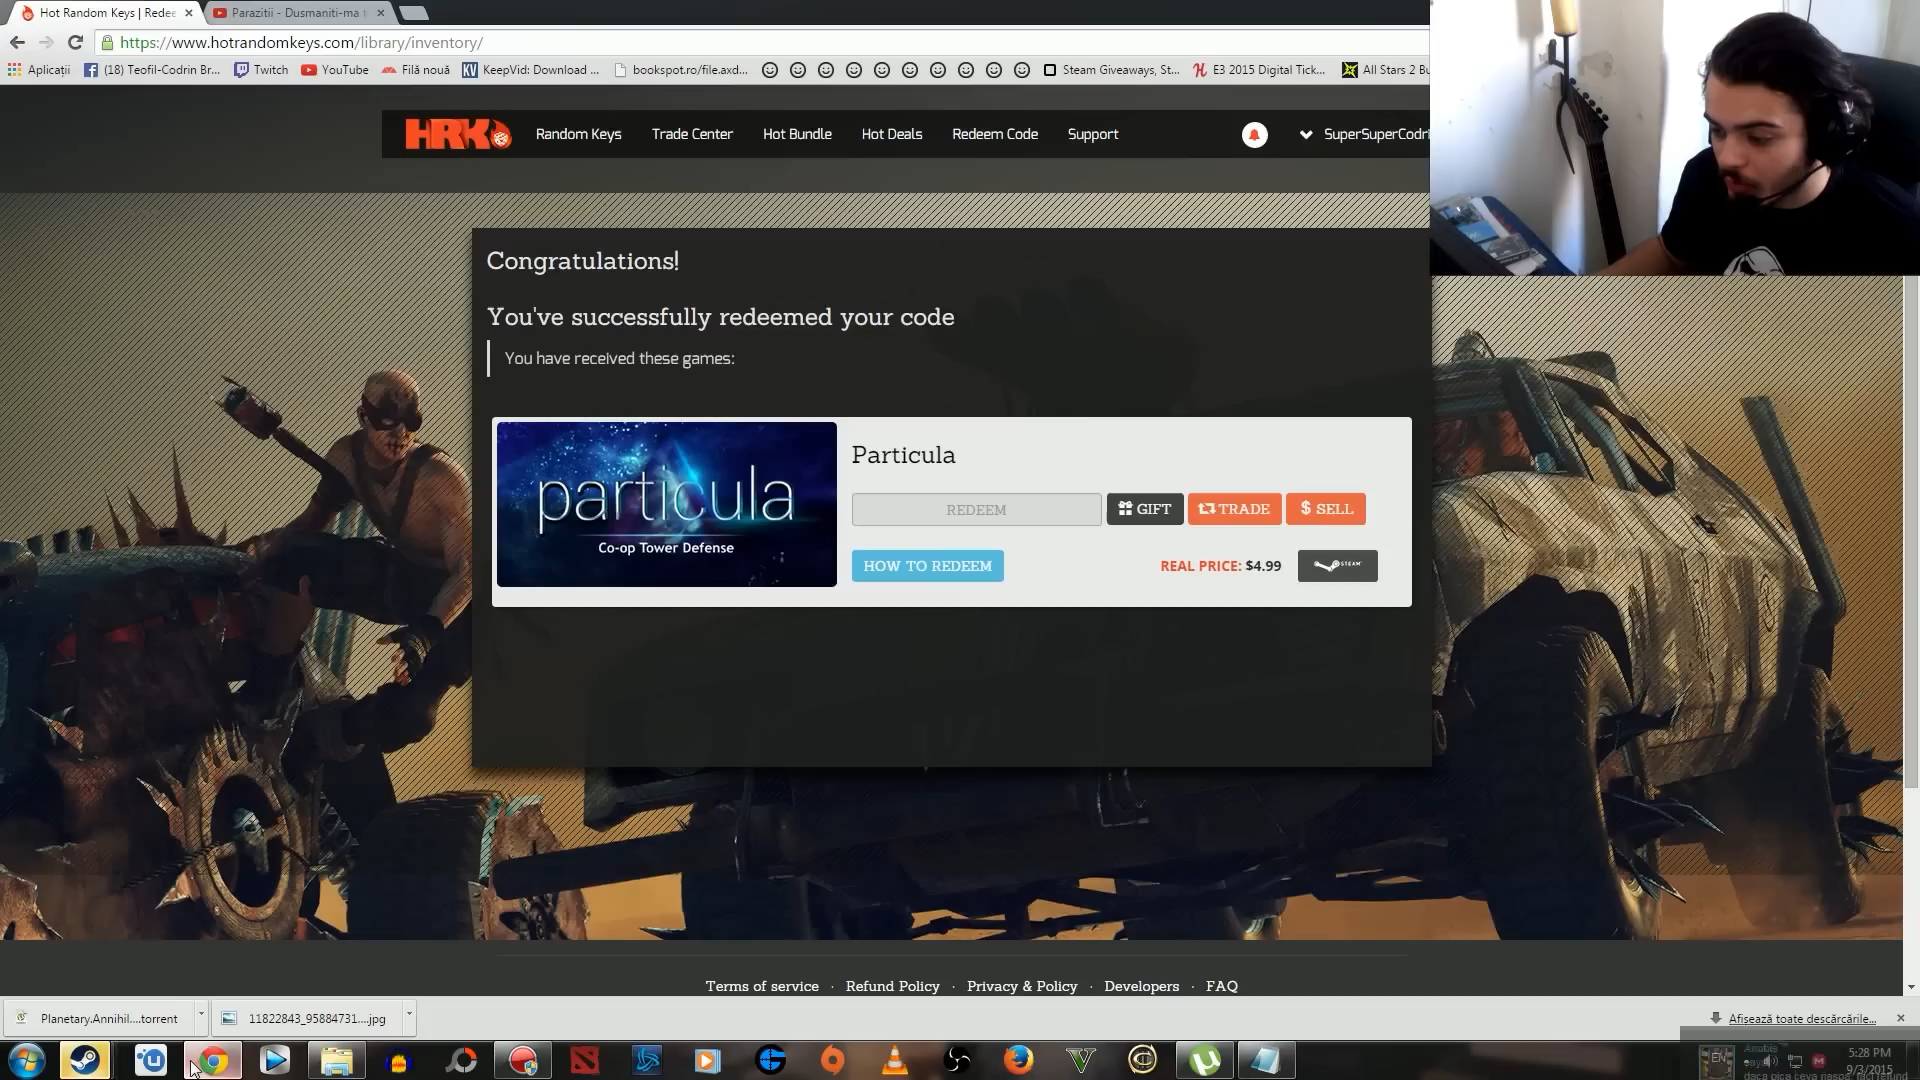 Hot Random Keys | Rede
Parazitii - Dusmaniti-ma
https://www.hotrandomkeys.com/library/inventory/
Aplicații
(18) Teofil-Codrin Br...
Twitch
YouTube
Filă nouă
KV
KeepVid: Download ...
bookspot.ro/file.axd...
Steam Giveaways, St...
E3 2015 Digital Tick...
All Stars 2 Bu
HRK
Random Keys
Trade Center
Hot Bundle
Hot Deals
Redeem Code
Support
SuperSuperCodri
Congratulations!
You've successfully redeemed your code
You have received these games:
particula
Co-op Tower Defense
Particula
REDEEM
GIFT
TRADE
$ SELL
HOW TO REDEEM
REAL PRICE: $4.99
STEAM
Terms of service · Refund Policy · Privacy & Policy · Developers · FAQ
Planetary.Annihil....torrent
11822843_95884731....jpg
Afișează toate descărcările...
EN
5:28 PM
9/3/2015